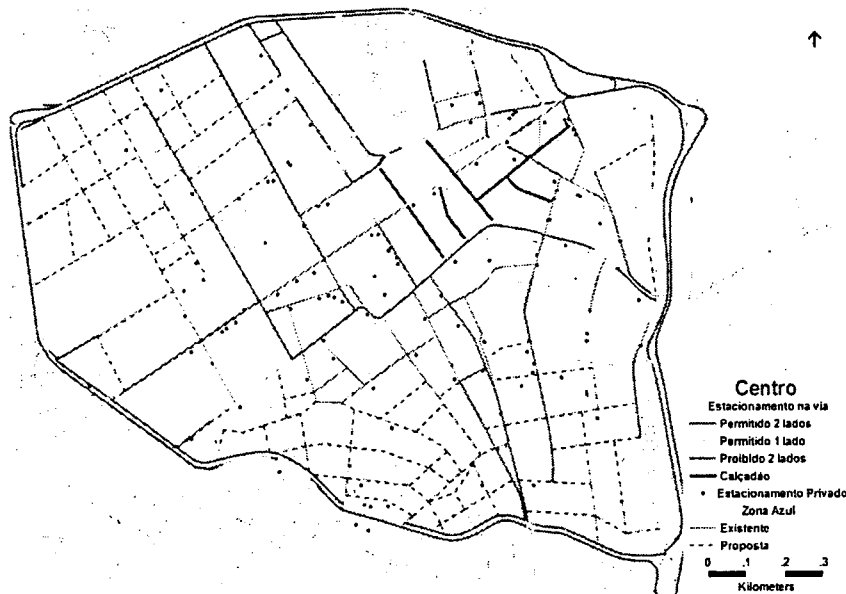 Centro
Estacionamento na via
Permitido 2 lados
Permitido 1 lado
Proibido 2 lados
Calçadão
Estacionamento Privado
Zona Azul
Existente
Proposta
0 .1 .2 .3
Kilometers